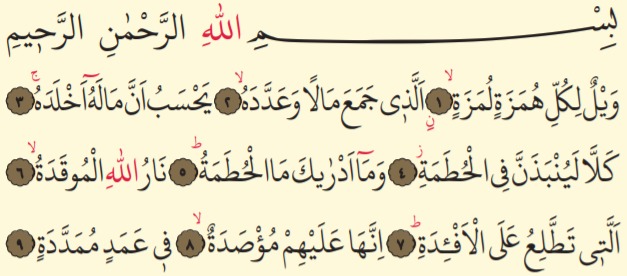 بِسْمِ اللّٰهِ الرَّحْمٰنِ الرَّحٖيمِ
وَيْلٌ لِكُلِّ هُمَزَةٍ لُمَزَةٍۙ ﴿١﴾ اَلَّذٖى جَمَعَ مَالًا وَعَدَّدَهُۙ ﴿٢﴾ يَحْسَبُ اَنَّ مَالَهُٓ اَخْلَدَهُۚ ﴿٣﴾
كَلَّا لَيُنْبَذَنَّ فِى الْحُطَمَةِؗ ﴿٤﴾ وَمَٓا اَدْرٰيكَ مَا الْحُطَمَةُؕ ﴿٥﴾ نَارُ اللّٰهِ الْمُوقَدَةُۙ ﴿٦﴾
اَلَّتٖى تَطَّلِعُ عَلَى الْاَفْـِٔدَةِؕ ﴿٧﴾ اِنَّهَا عَلَيْهِمْ مُؤْصَدَةٌۙ ﴿٨﴾ فٖى عَمَدٍ مُمَدَّدَةٍ ﴿٩﴾